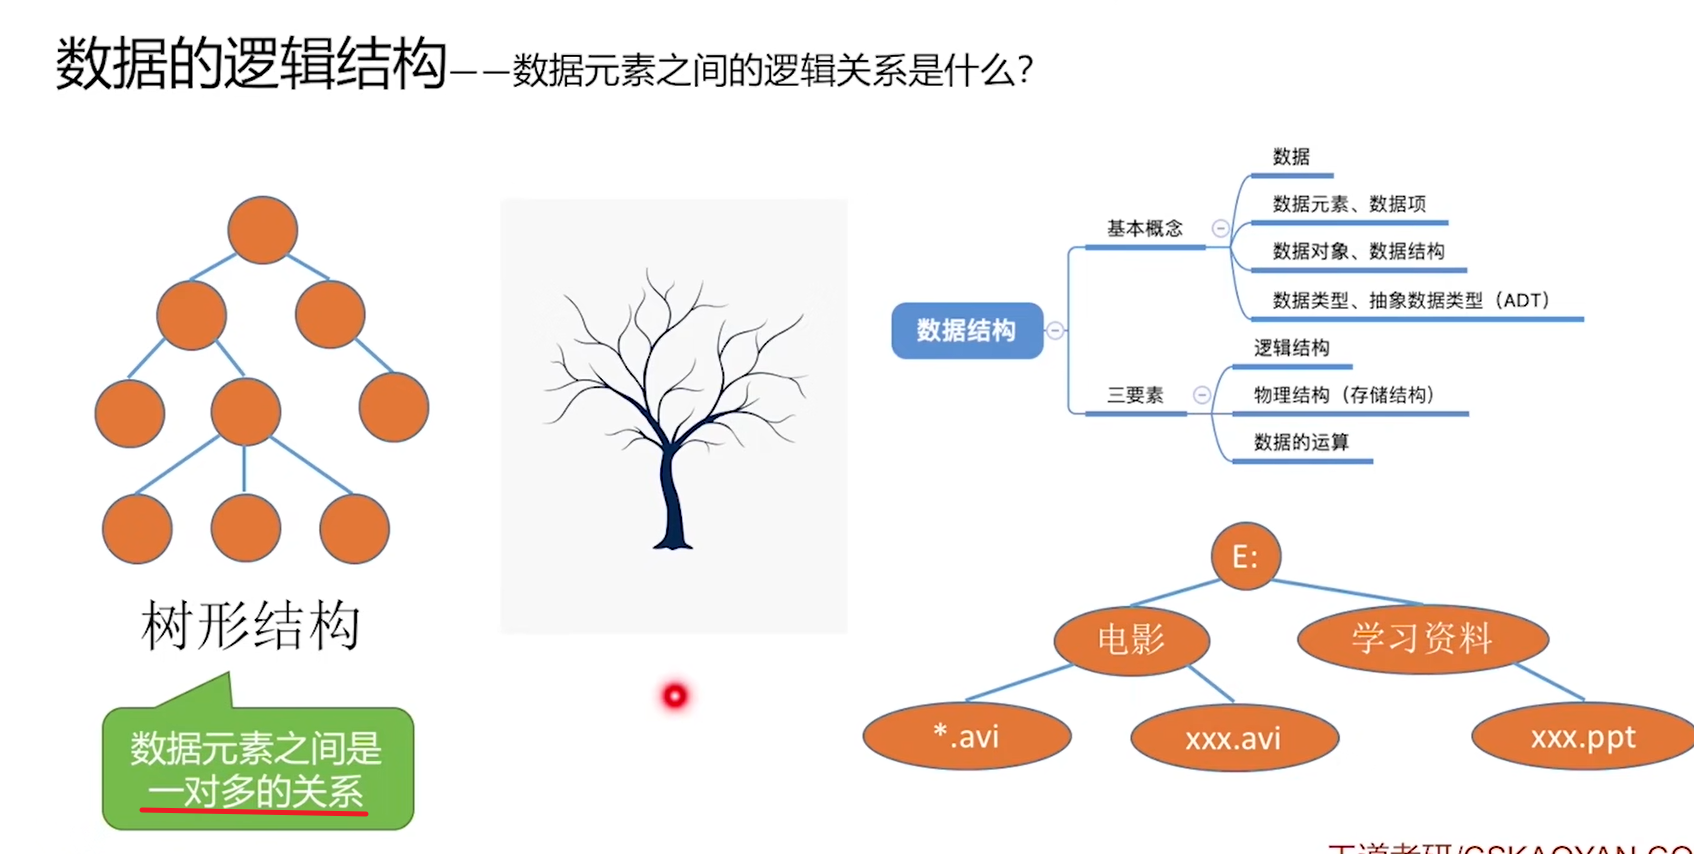 数据的逻辑结构——数据元素之间的逻辑关系是什么？
树形结构
数据元素之间是
一对多的关系
数据结构
基本概念
数据
数据元素、数据项
数据对象、数据结构
数据类型、抽象数据类型（ADT）
三要素
逻辑结构
物理结构（存储结构）
数据的运算
E:
电影
学习资料
*.avi
xxx.avi
xxx.ppt